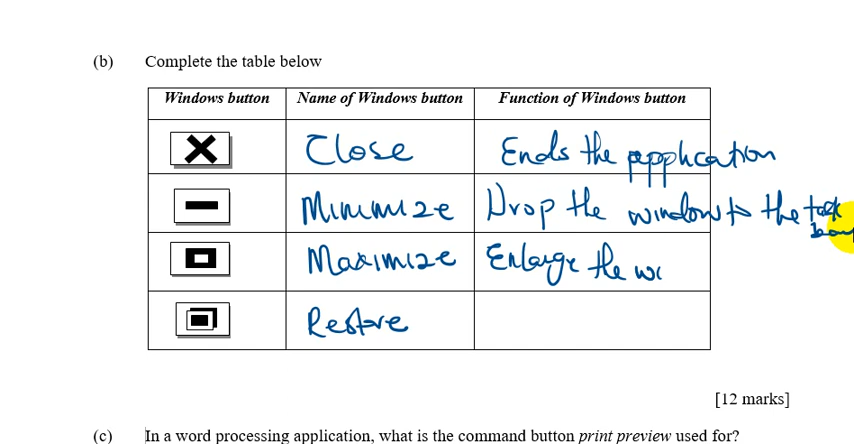 (b) Complete the table below
Windows button Name of Windows button Function of Windows button
Close Ends the application
Minimize Drop the window to the task
bar
Maximize Enlarge the
Restore
[12 marks]
(c) In a word processing application, what is the command button print preview used for?